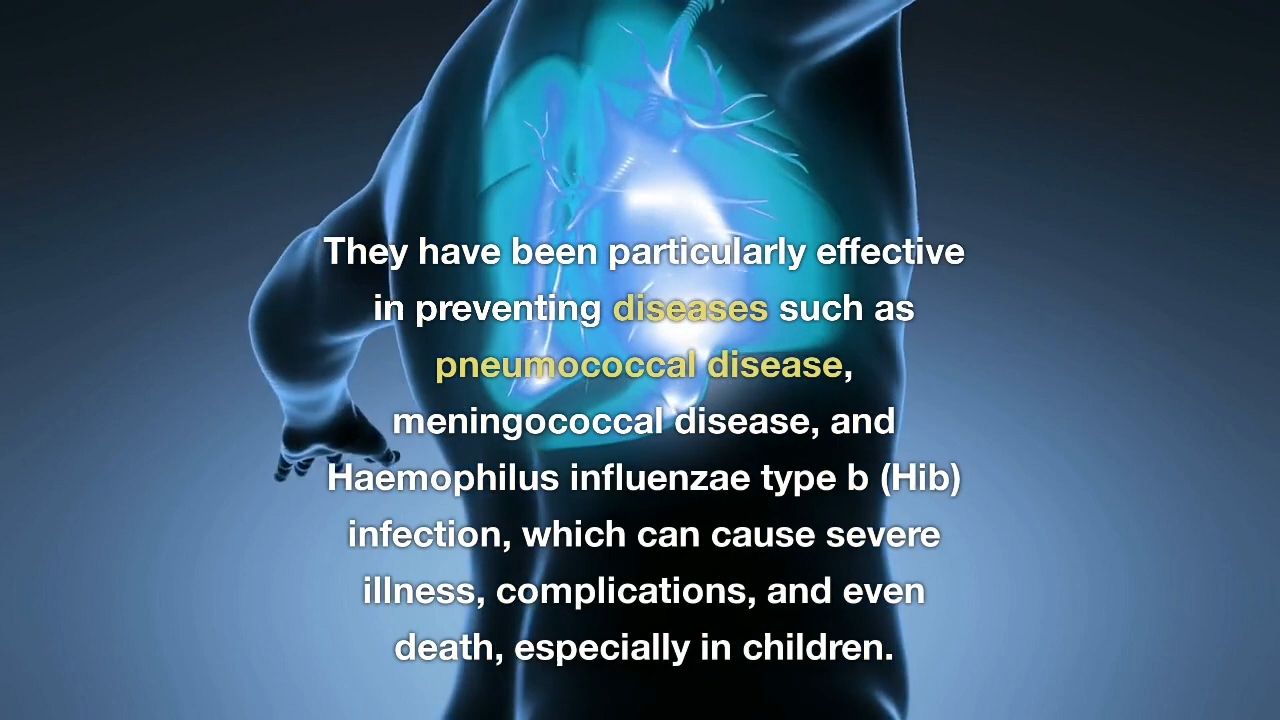 They have been particularly effective
in preventing diseases such as
pneumococcal disease,
meningococcal disease, and
Haemophilus influenzae type b (Hib)
infection, which can cause severe
illness, complications, and even
death, especially in children.